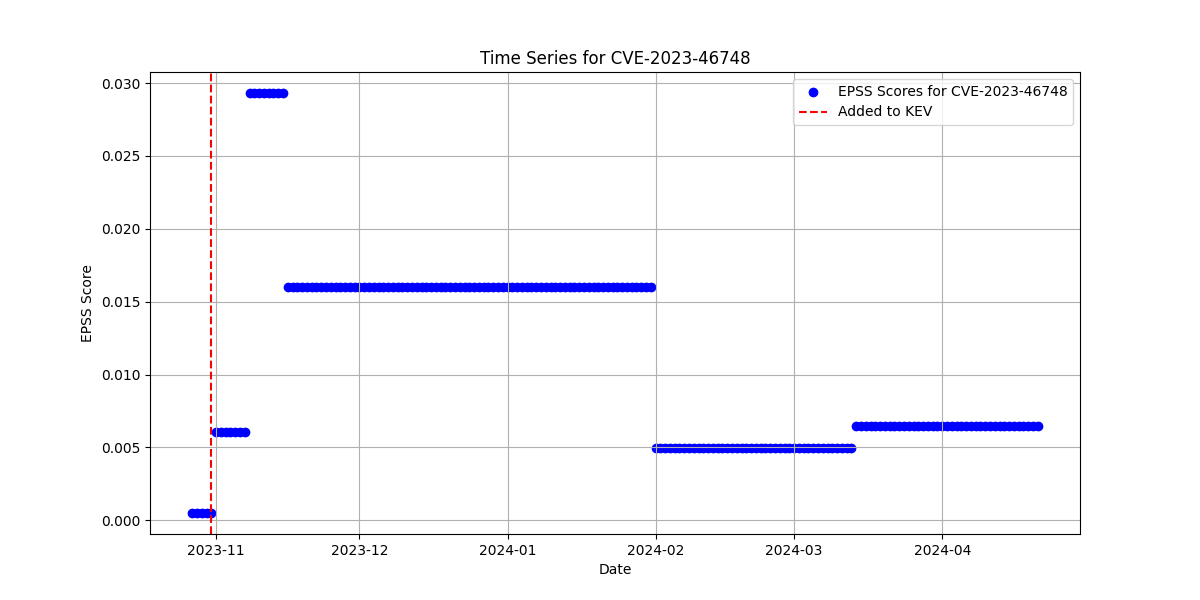 Time Series for CVE-2023-46748
EPSS Scores for CVE-2023-46748
Added to KEV
EPSS Score
0.030
0.025
0.020
0.015
0.010
0.005
0.000
2023-11
2023-12
2024-01
2024-02
2024-03
2024-04
Date